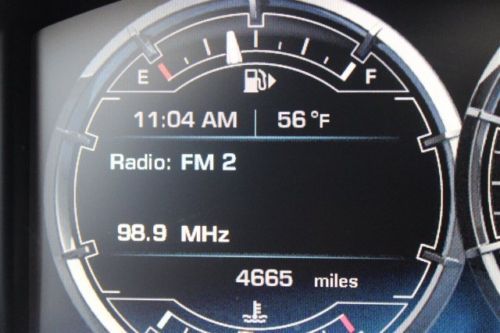 E F
11:04 AM 56 °F
Radio: FM 2
98.9 MHz
4665 miles